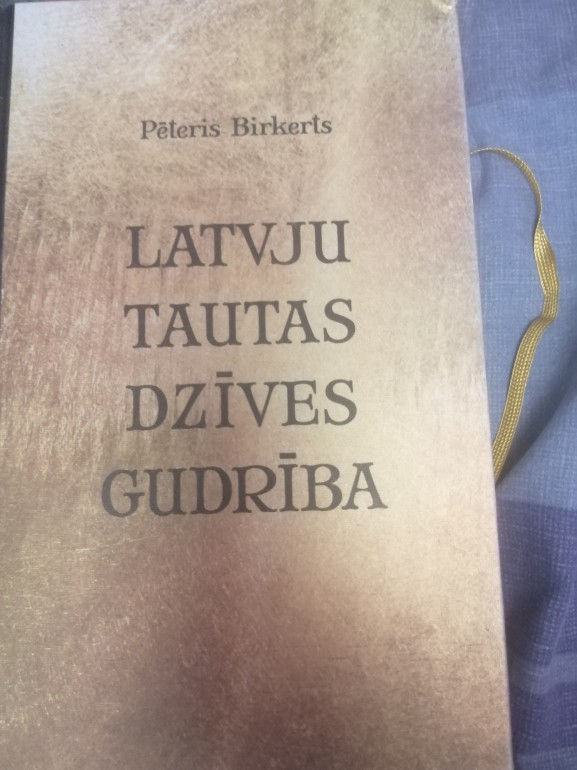 Pēteris Birkerts
LATVJU
TAUTAS
DZĪVES
GUDRĪBA